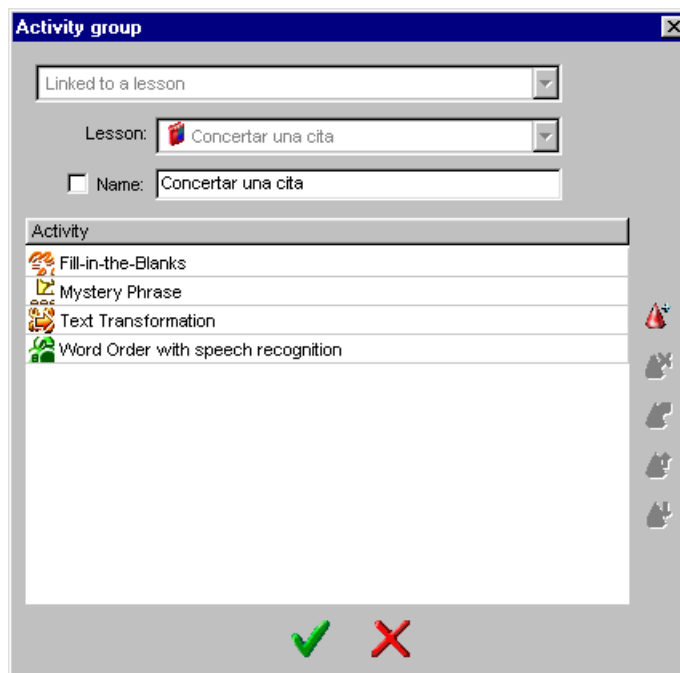 Activity group
Linked to a lesson
Lesson: Concertar una cita
Name: Concertar una cita
Activity
Fill-in-the-Blanks
Mystery Phrase
Text Transformation
Word Order with speech recognition